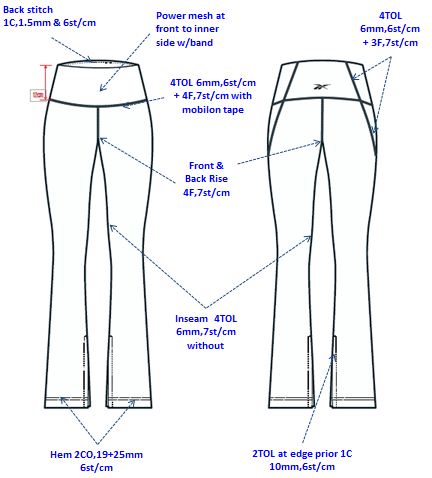 Back stitch
1C,1.5mm & 6st/cm
Power mesh at
front to inner
side w/band
4TOL
6mm,6st/cm
+ 3F,7st/cm
4TOL 6mm,6st/cm
+ 4F,7st/cm with
mobilon tape
Front &
Back Rise
4F,7st/cm
Inseam 4TOL
6mm,7st/cm
without
Hem 2CO,19+25mm
6st/cm
2TOL at edge prior 1C
10mm,6st/cm